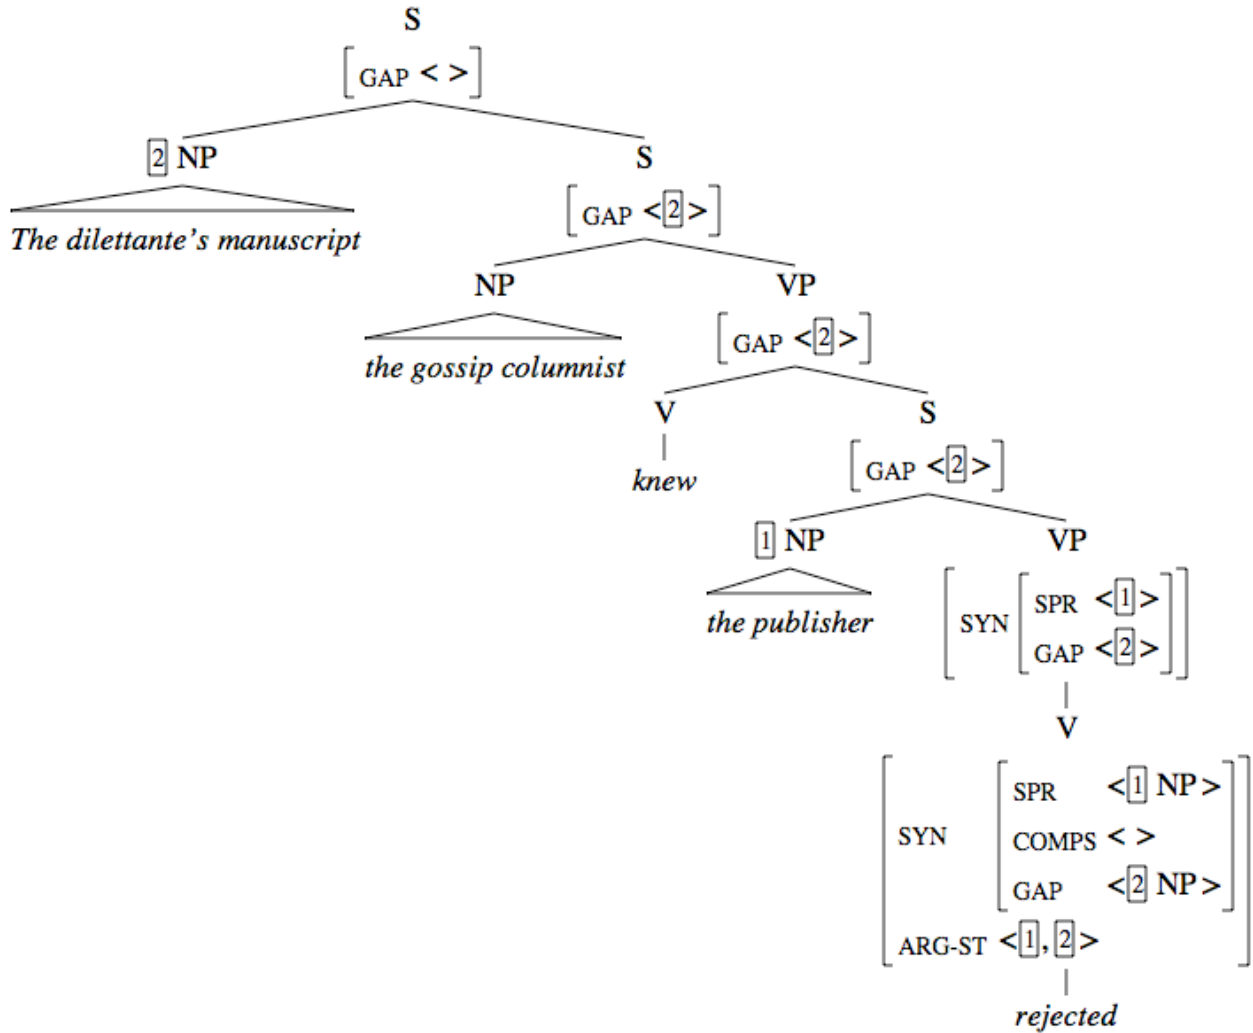 S
[ GAP < > ]
2 NP S
[ GAP < 2 > ]
The dilettante's manuscript
NP VP
[ GAP < 2 > ]
the gossip columnist
V S
[ GAP < 2 > ]
knew
1 NP VP
[ SYN [ SPR < 1 >
the publisher
GAP < 2 > ] ]
V
SPR < 1 NP >
SYN COMPS < >
GAP < 2 NP >
ARG-ST < 1 , 2 >
rejected